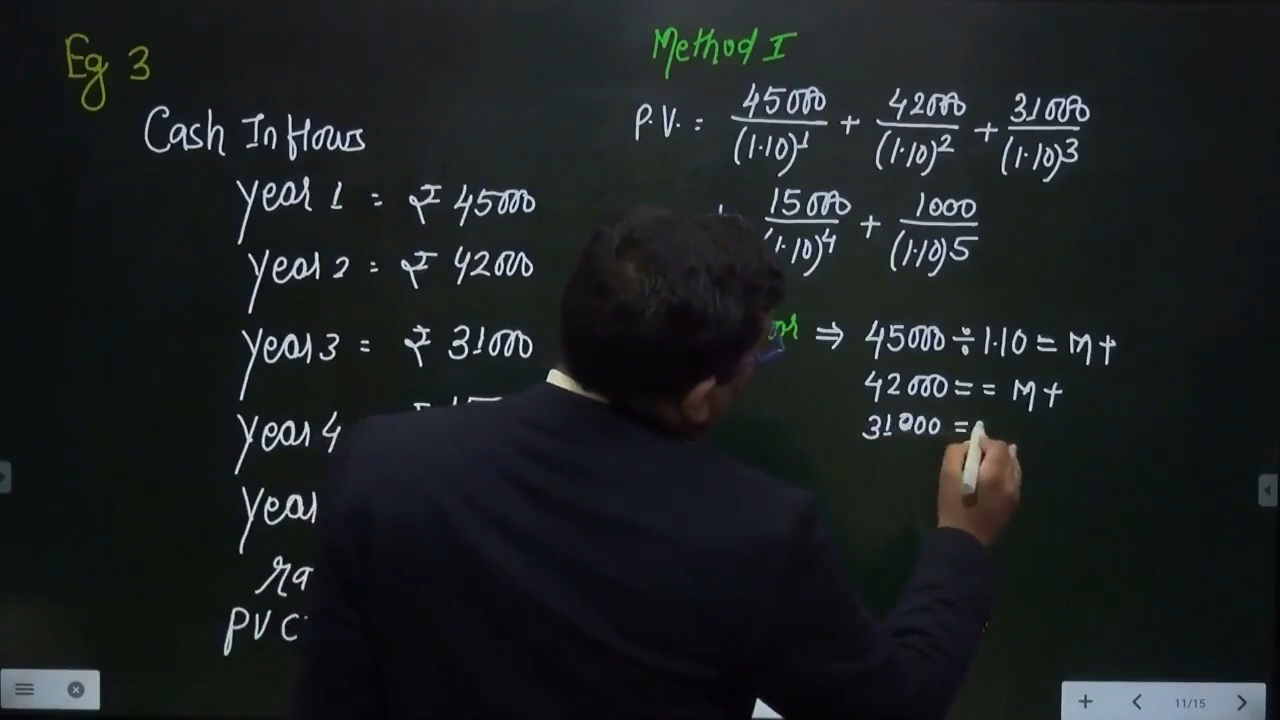 Eg 3
Cash Inflows
Year 1 = ₹ 45000
Year 2 = ₹ 42000
Year 3 = ₹ 31000
Year 4
Year
PVC
Method I
P.V. = 45000/(1.10)^1 + 42000/(1.10)^2 + 31000/(1.10)^3
15000/(1.10)^4 + 1000/(1.10)^5
⇒ 45000 ÷ 1.10 = M+
42000 = = M+
31000 =
11/15